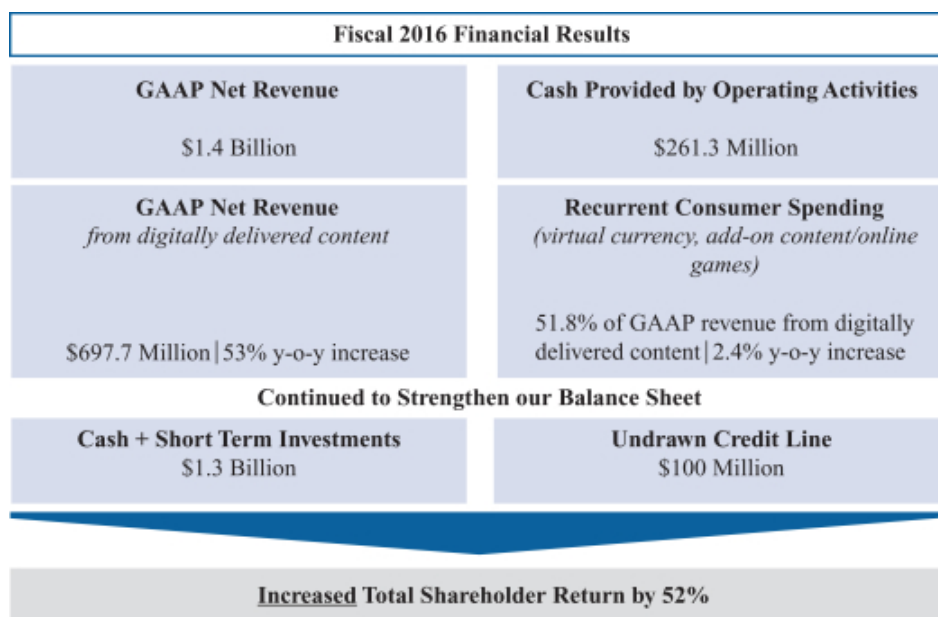 Fiscal 2016 Financial Results
GAAP Net Revenue
$1.4 Billion
Cash Provided by Operating Activities
$261.3 Million
GAAP Net Revenue
from digitally delivered content
$697.7 Million|53% y-o-y increase
Recurrent Consumer Spending
(virtual currency, add-on content/online
games)
51.8% of GAAP revenue from digitally
delivered content|2.4% y-o-y increase
Continued to Strengthen our Balance Sheet
Cash + Short Term Investments
$1.3 Billion
Undrawn Credit Line
$100 Million
Increased Total Shareholder Return by 52%